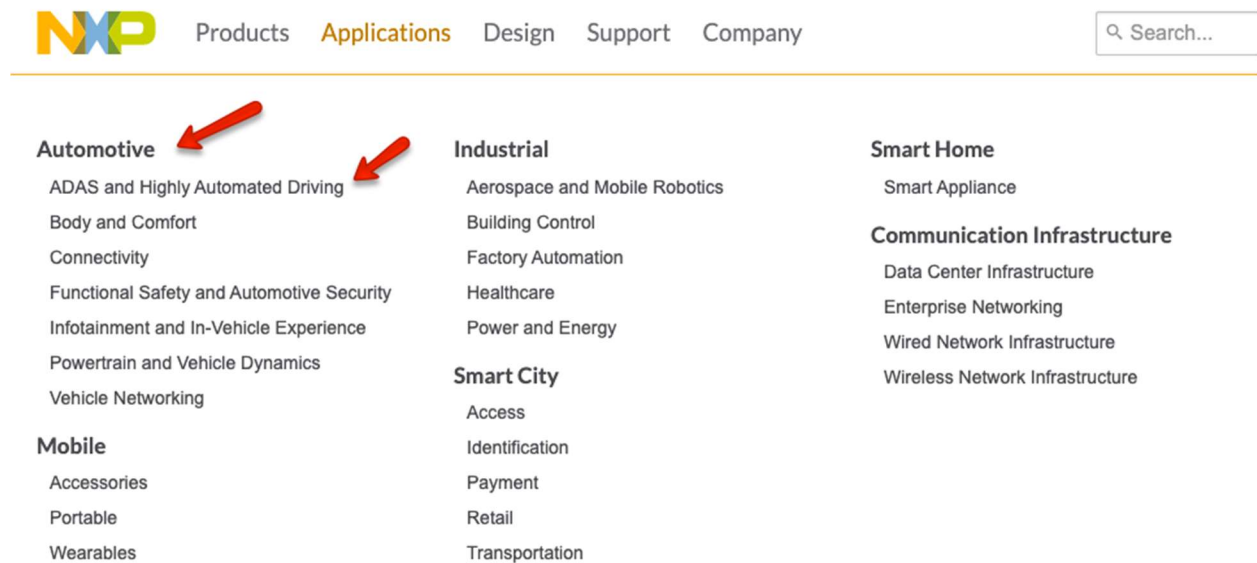 NXP Products Applications Design Support Company Search...
Automotive
ADAS and Highly Automated Driving
Body and Comfort
Connectivity
Functional Safety and Automotive Security
Infotainment and In-Vehicle Experience
Powertrain and Vehicle Dynamics
Vehicle Networking
Mobile
Accessories
Portable
Wearables
Industrial
Aerospace and Mobile Robotics
Building Control
Factory Automation
Healthcare
Power and Energy
Smart City
Access
Identification
Payment
Retail
Transportation
Smart Home
Smart Appliance
Communication Infrastructure
Data Center Infrastructure
Enterprise Networking
Wired Network Infrastructure
Wireless Network Infrastructure